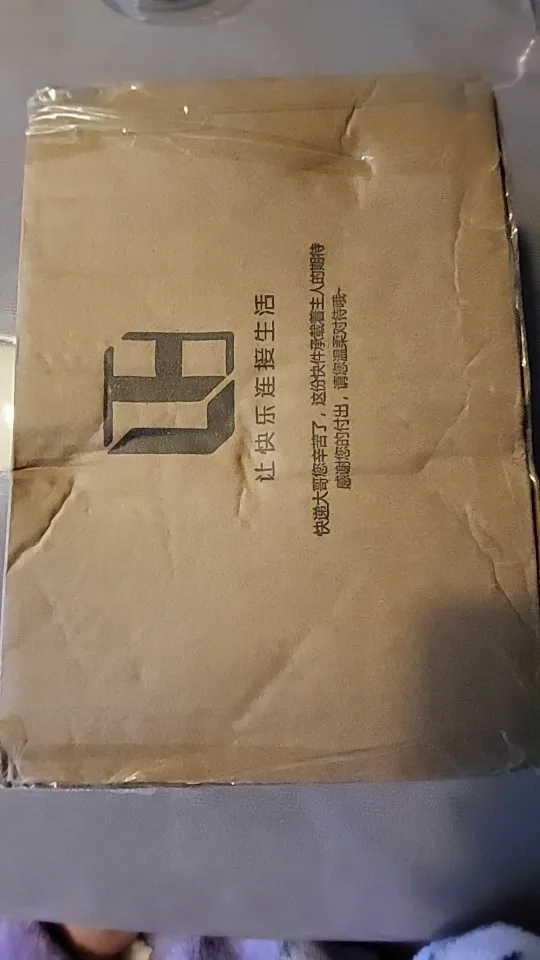 让快乐连接生活
快递大哥您辛苦了，这份快件承载着主人的期待
感谢您的付出，请您温柔对待哦~